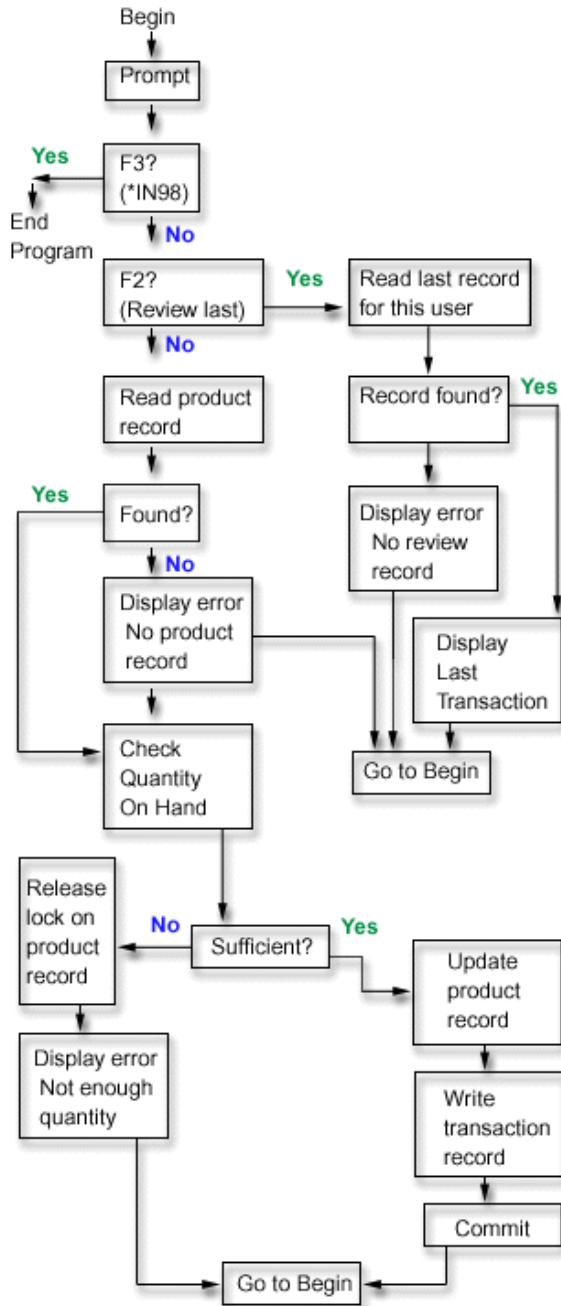 Begin
Prompt
Yes
F3?
(*IN98)
End
Program
No
F2?
(Review last)
Yes
Read last record
for this user
No
Read product
record
Record found?
Yes
Yes
Found?
No
Display error
No review
record
Display error
No product
record
Display
Last
Transaction
Check
Quantity
On Hand
Go to Begin
Release
lock on
product
record
No
Sufficient?
Yes
Update
product
record
Display error
Not enough
quantity
Write
transaction
record
Commit
Go to Begin